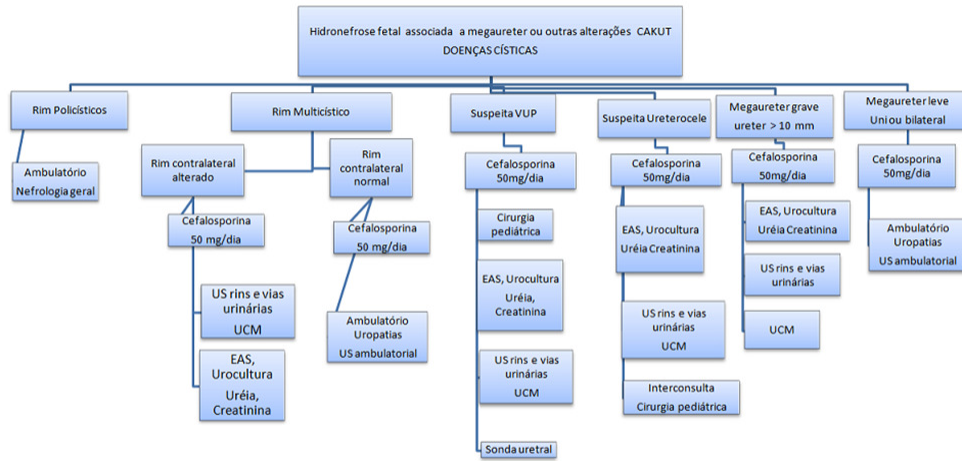 Hidronefrose fetal associada a megaureter ou outras alterações CAKUT
DOENÇAS CÍSTICAS
Rim Policísticos
Ambulatório
Nefrologia geral
Rim Multicístico
Rim contralateral
alterado
Cefalosporina
50 mg/dia
US rins e vias
urinárias
UCM
EAS,
Urocultura
Uréia,
Creatinina
Rim
contralateral
normal
Cefalosporina
50 mg/dia
Ambulatório
Uropatias
US ambulatorial
Suspeita VUP
Cefalosporina
50mg/dia
Cirurgia
pediátrica
EAS, Urocultura
Uréia,
Creatinina
US rins e vias
urinárias
UCM
Sonda uretral
Suspeita Ureterocele
Cefalosporina
50mg/dia
EAS, Urocultura
Uréia Creatinina
US rins e vias
urinárias
UCM
Interconsulta
Cirurgia pediátrica
Megaureter grave
ureter > 10 mm
Cefalosporina
50mg/dia
EAS, Urocultura
Uréia Creatinina
US rins e vias
urinárias
UCM
Megaureter leve
Uni ou bilateral
Cefalosporina
50mg/dia
Ambulatório
Uropatias
US ambulatorial